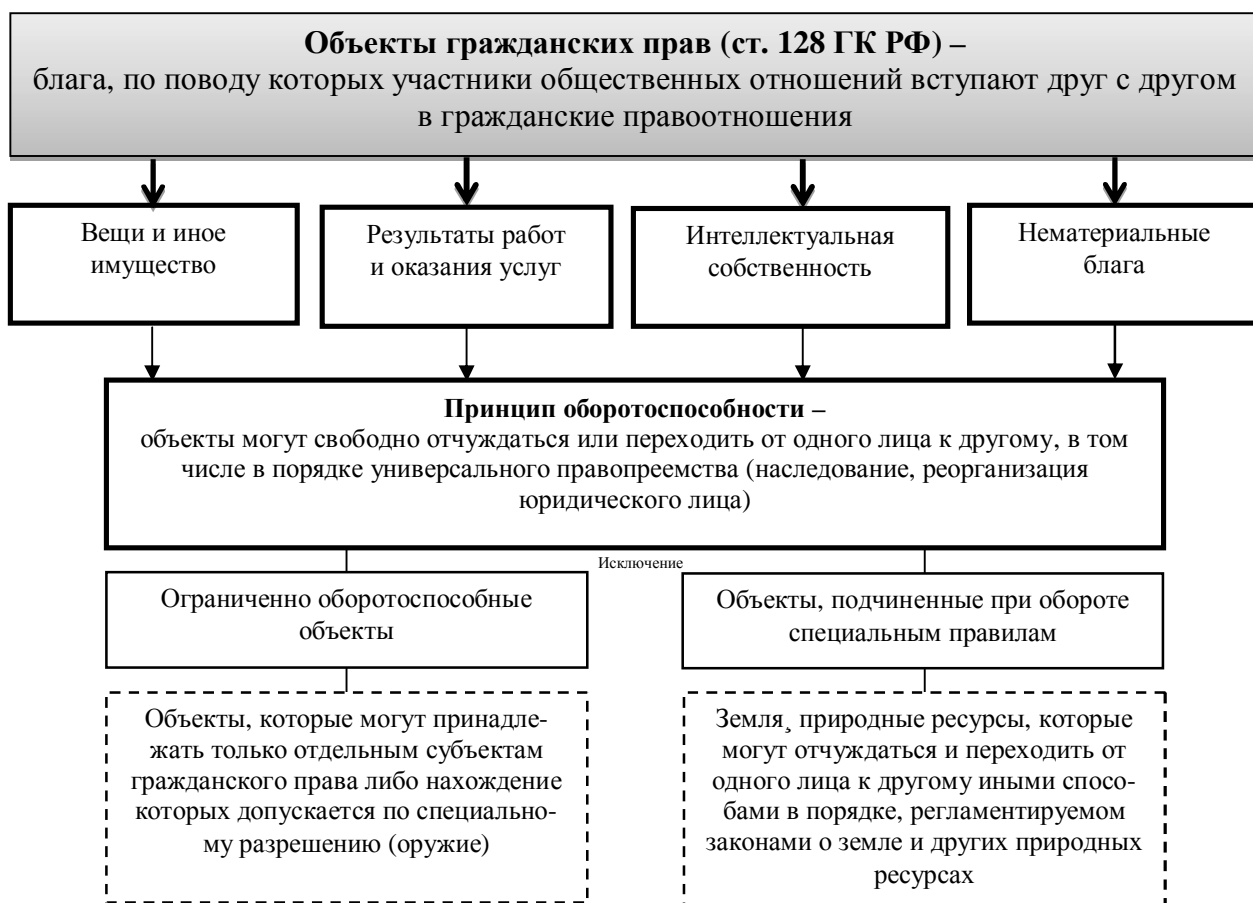 Объекты гражданских прав (ст. 128 ГК РФ) –
блага, по поводу которых участники общественных отношений вступают друг с другом
в гражданские правоотношения
Вещи и иное
имущество
Результаты работ
и оказания услуг
Интеллектуальная
собственность
Нематериальные
блага
Принцип оборотоспособности –
объекты могут свободно отчуждаться или переходить от одного лица к другому, в том
числе в порядке универсального правопреемства (наследование, реорганизация
юридического лица)
Исключение
Ограниченно оборотоспособные
объекты
Объекты, подчиненные при обороте
специальным правилам
Объекты, которые могут принадле-
жать только отдельным субъектам
гражданского права либо нахождение
которых допускается по специально-
му разрешению (оружие)
Земля¸ природные ресурсы, которые
могут отчуждаться и переходить от
одного лица к другому иными спосо-
бами в порядке, регламентируемом
законами о земле и других природных
ресурсах